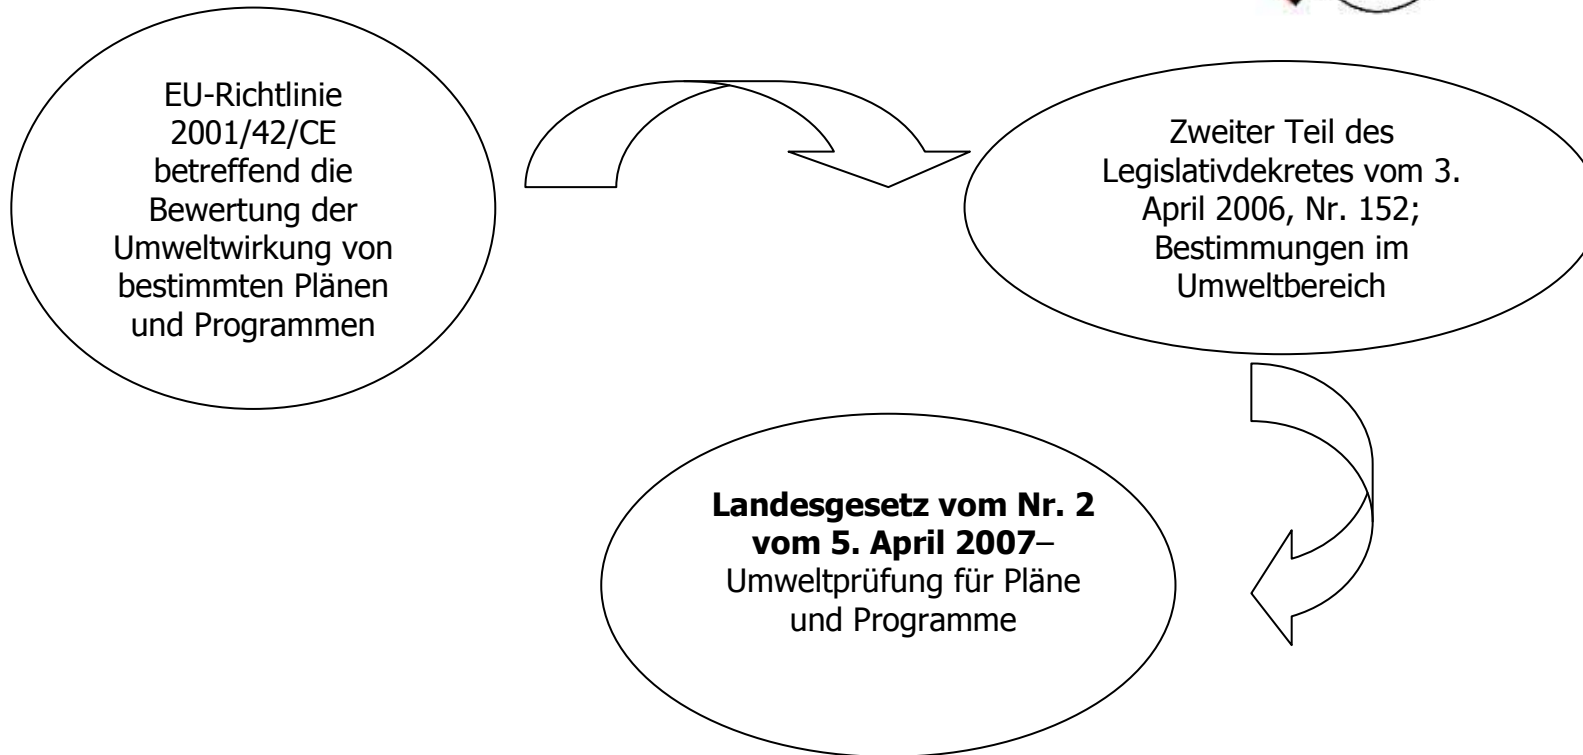 EU-Richtlinie
2001/42/CE
betreffend die
Bewertung der
Umweltwirkung von
bestimmten Plänen
und Programmen
Zweiter Teil des
Legislativdekretes vom 3.
April 2006, Nr. 152;
Bestimmungen im
Umweltbereich
Landesgesetz vom Nr. 2
vom 5. April 2007–
Umweltprüfung für Pläne
und Programme